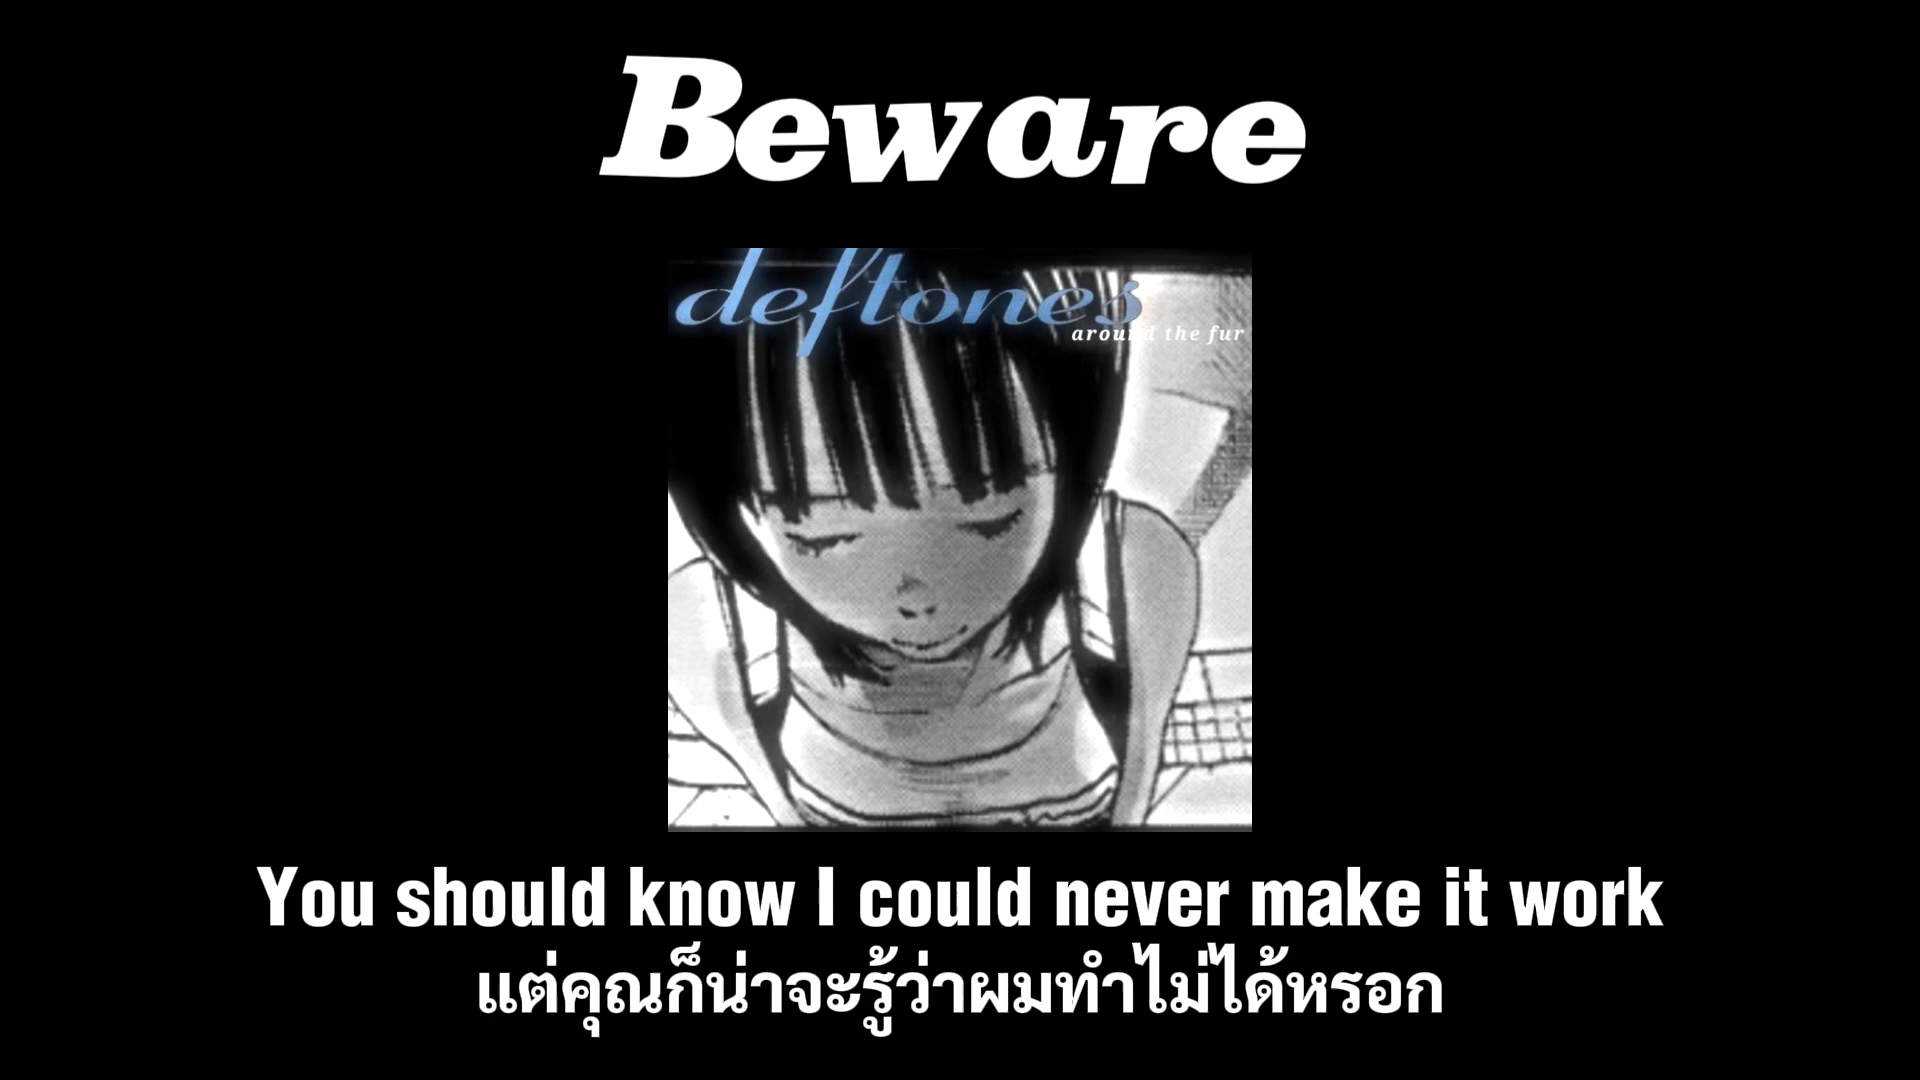 Beware
deftones
around the fur
You should know I could never make it work
แต่คุณก็น่าจะรู้ว่าผมทำไม่ได้หรอก